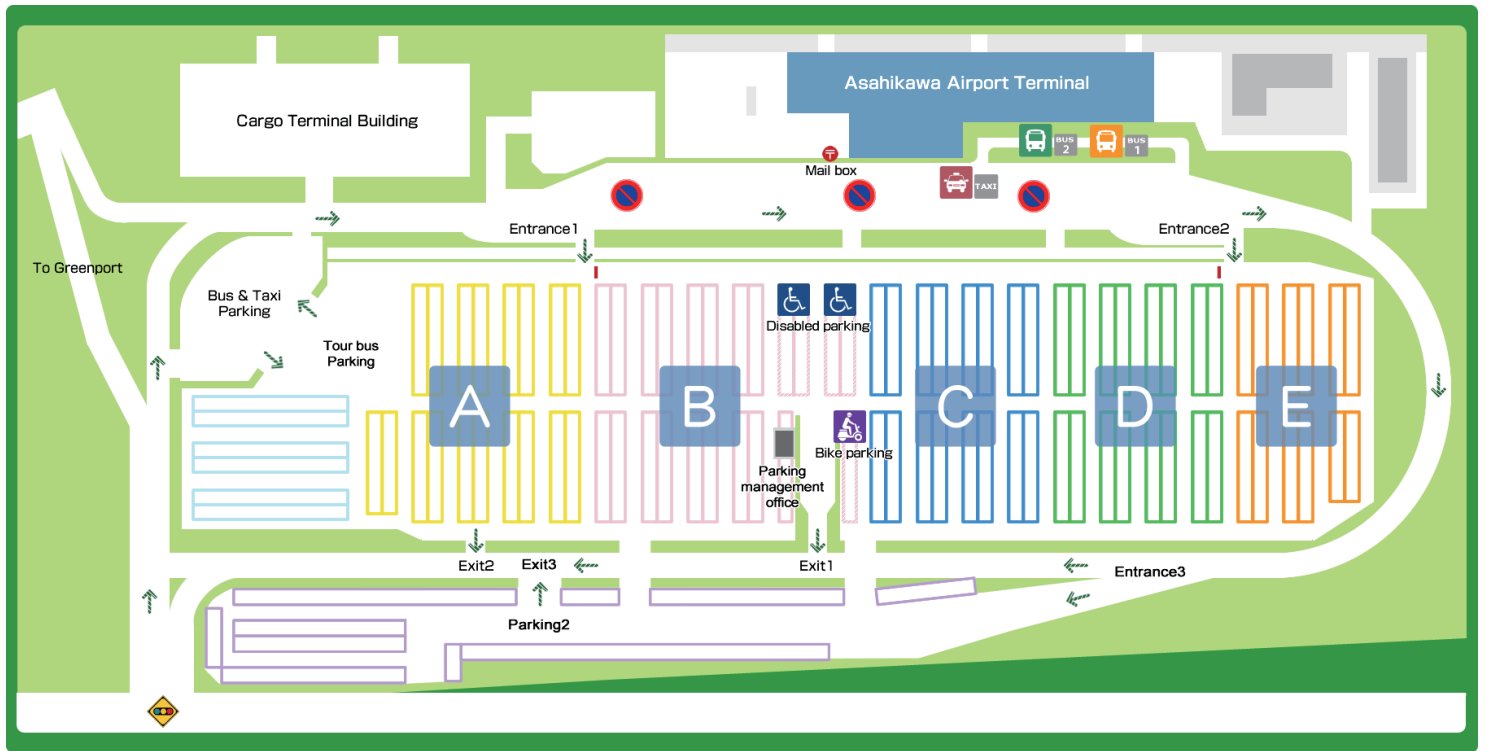 Asahikawa Airport Terminal
Cargo Terminal Building
BUS
2
BUS
1
〒
Mail box
TAXI
Entrance1
Entrance2
To Greenport
Bus & Taxi
Parking
Disabled parking
Tour bus
Parking
A
B
C
D
E
Bike parking
Parking
management
office
Exit2
Exit3
Exit1
Entrance3
Parking2